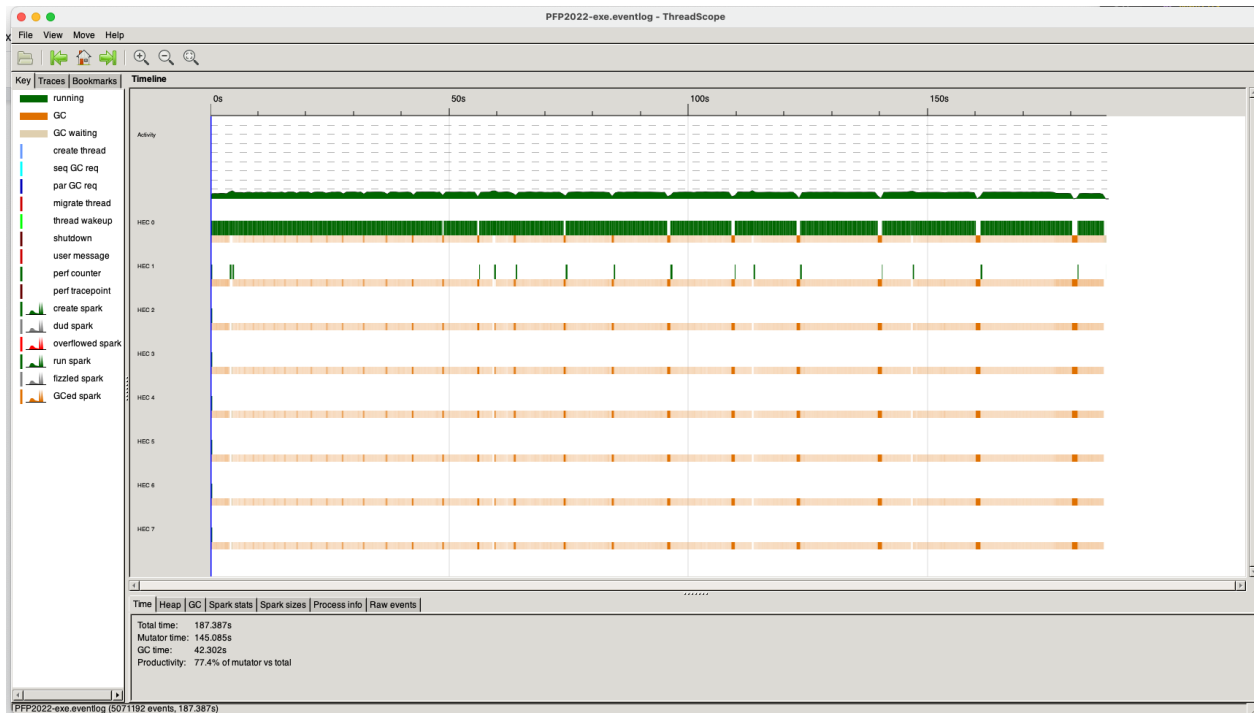 PFP2022-exe.eventlog - ThreadScope
File View Move Help
Key Traces Bookmarks
running
GC
GC waiting
create thread
seq GC req
par GC req
migrate thread
thread wakeup
shutdown
user message
perf counter
perf tracepoint
create spark
dud spark
overflowed spark
run spark
fizzled spark
GCed spark
Timeline
0s 50s 100s 150s
Activity
HEC 0
HEC 1
HEC 2
HEC 3
HEC 4
HEC 5
HEC 6
HEC 7
Time Heap GC Spark stats Spark sizes Process info Raw events
Total time: 187.387s
Mutator time: 145.085s
GC time: 42.302s
Productivity: 77.4% of mutator vs total
PFP2022-exe.eventlog (5071192 events, 187.387s)